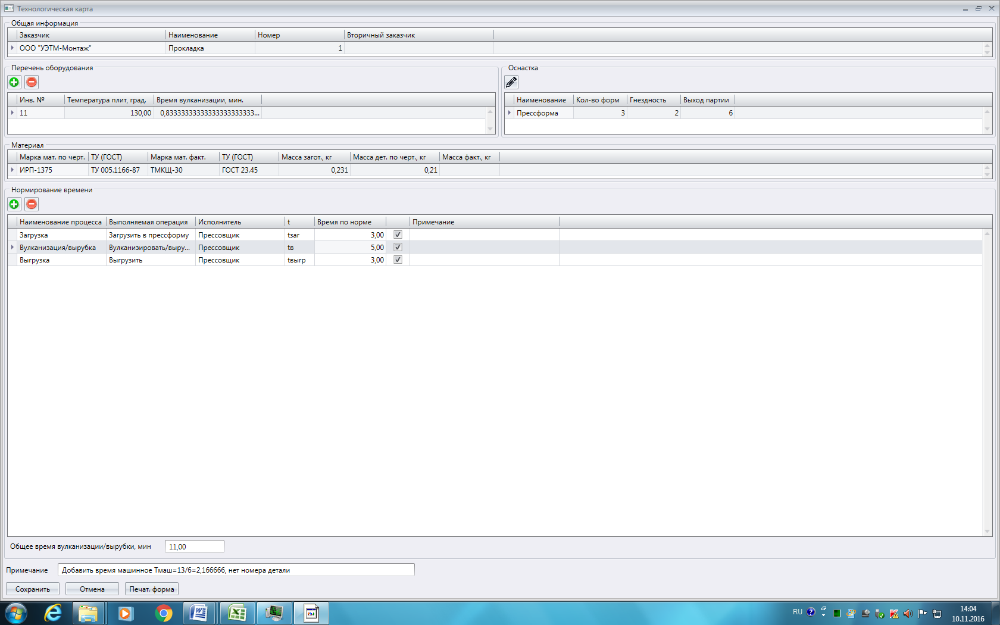 Технологическая карта
Общая информация
Заказчик Наименование Номер Вторичный заказчик
ООО "УЭТМ-Монтаж" Прокладка 1
Перечень оборудования
Инв. № Температура плит, град. Время вулканизации, мин.
11 130,00 0,83333333333333333333333...
Оснастка
Наименование Кол-во форм Гнездность Выход партии
Прессформа 3 2 6
Материал
Марка мат. по черт. ТУ (ГОСТ) Марка мат. факт. ТУ (ГОСТ) Масса загот., кг Масса дет. по черт., кг Масса факт., кг
ИРП-1375 ТУ 005.1166-87 ТМКЩ-30 ГОСТ 23.45 0,231 0,21
Нормирование времени
Наименование процесса Выполняемая операция Исполнитель t Время по норме Примечание
Загрузка Загрузить в прессформу Прессовщик tзаг 3,00
Вулканизация/вырубка Вулканизировать/выру... Прессовщик tв 5,00
Выгрузка Выгрузить Прессовщик tвыгр 3,00
Общее время вулканизации/вырубки, мин 11,00
Примечание Добавить время машинное Тмаш=13/6=2,166666, нет номера детали
Сохранить Отмена Печат. форма
RU 14:04
10.11.2016